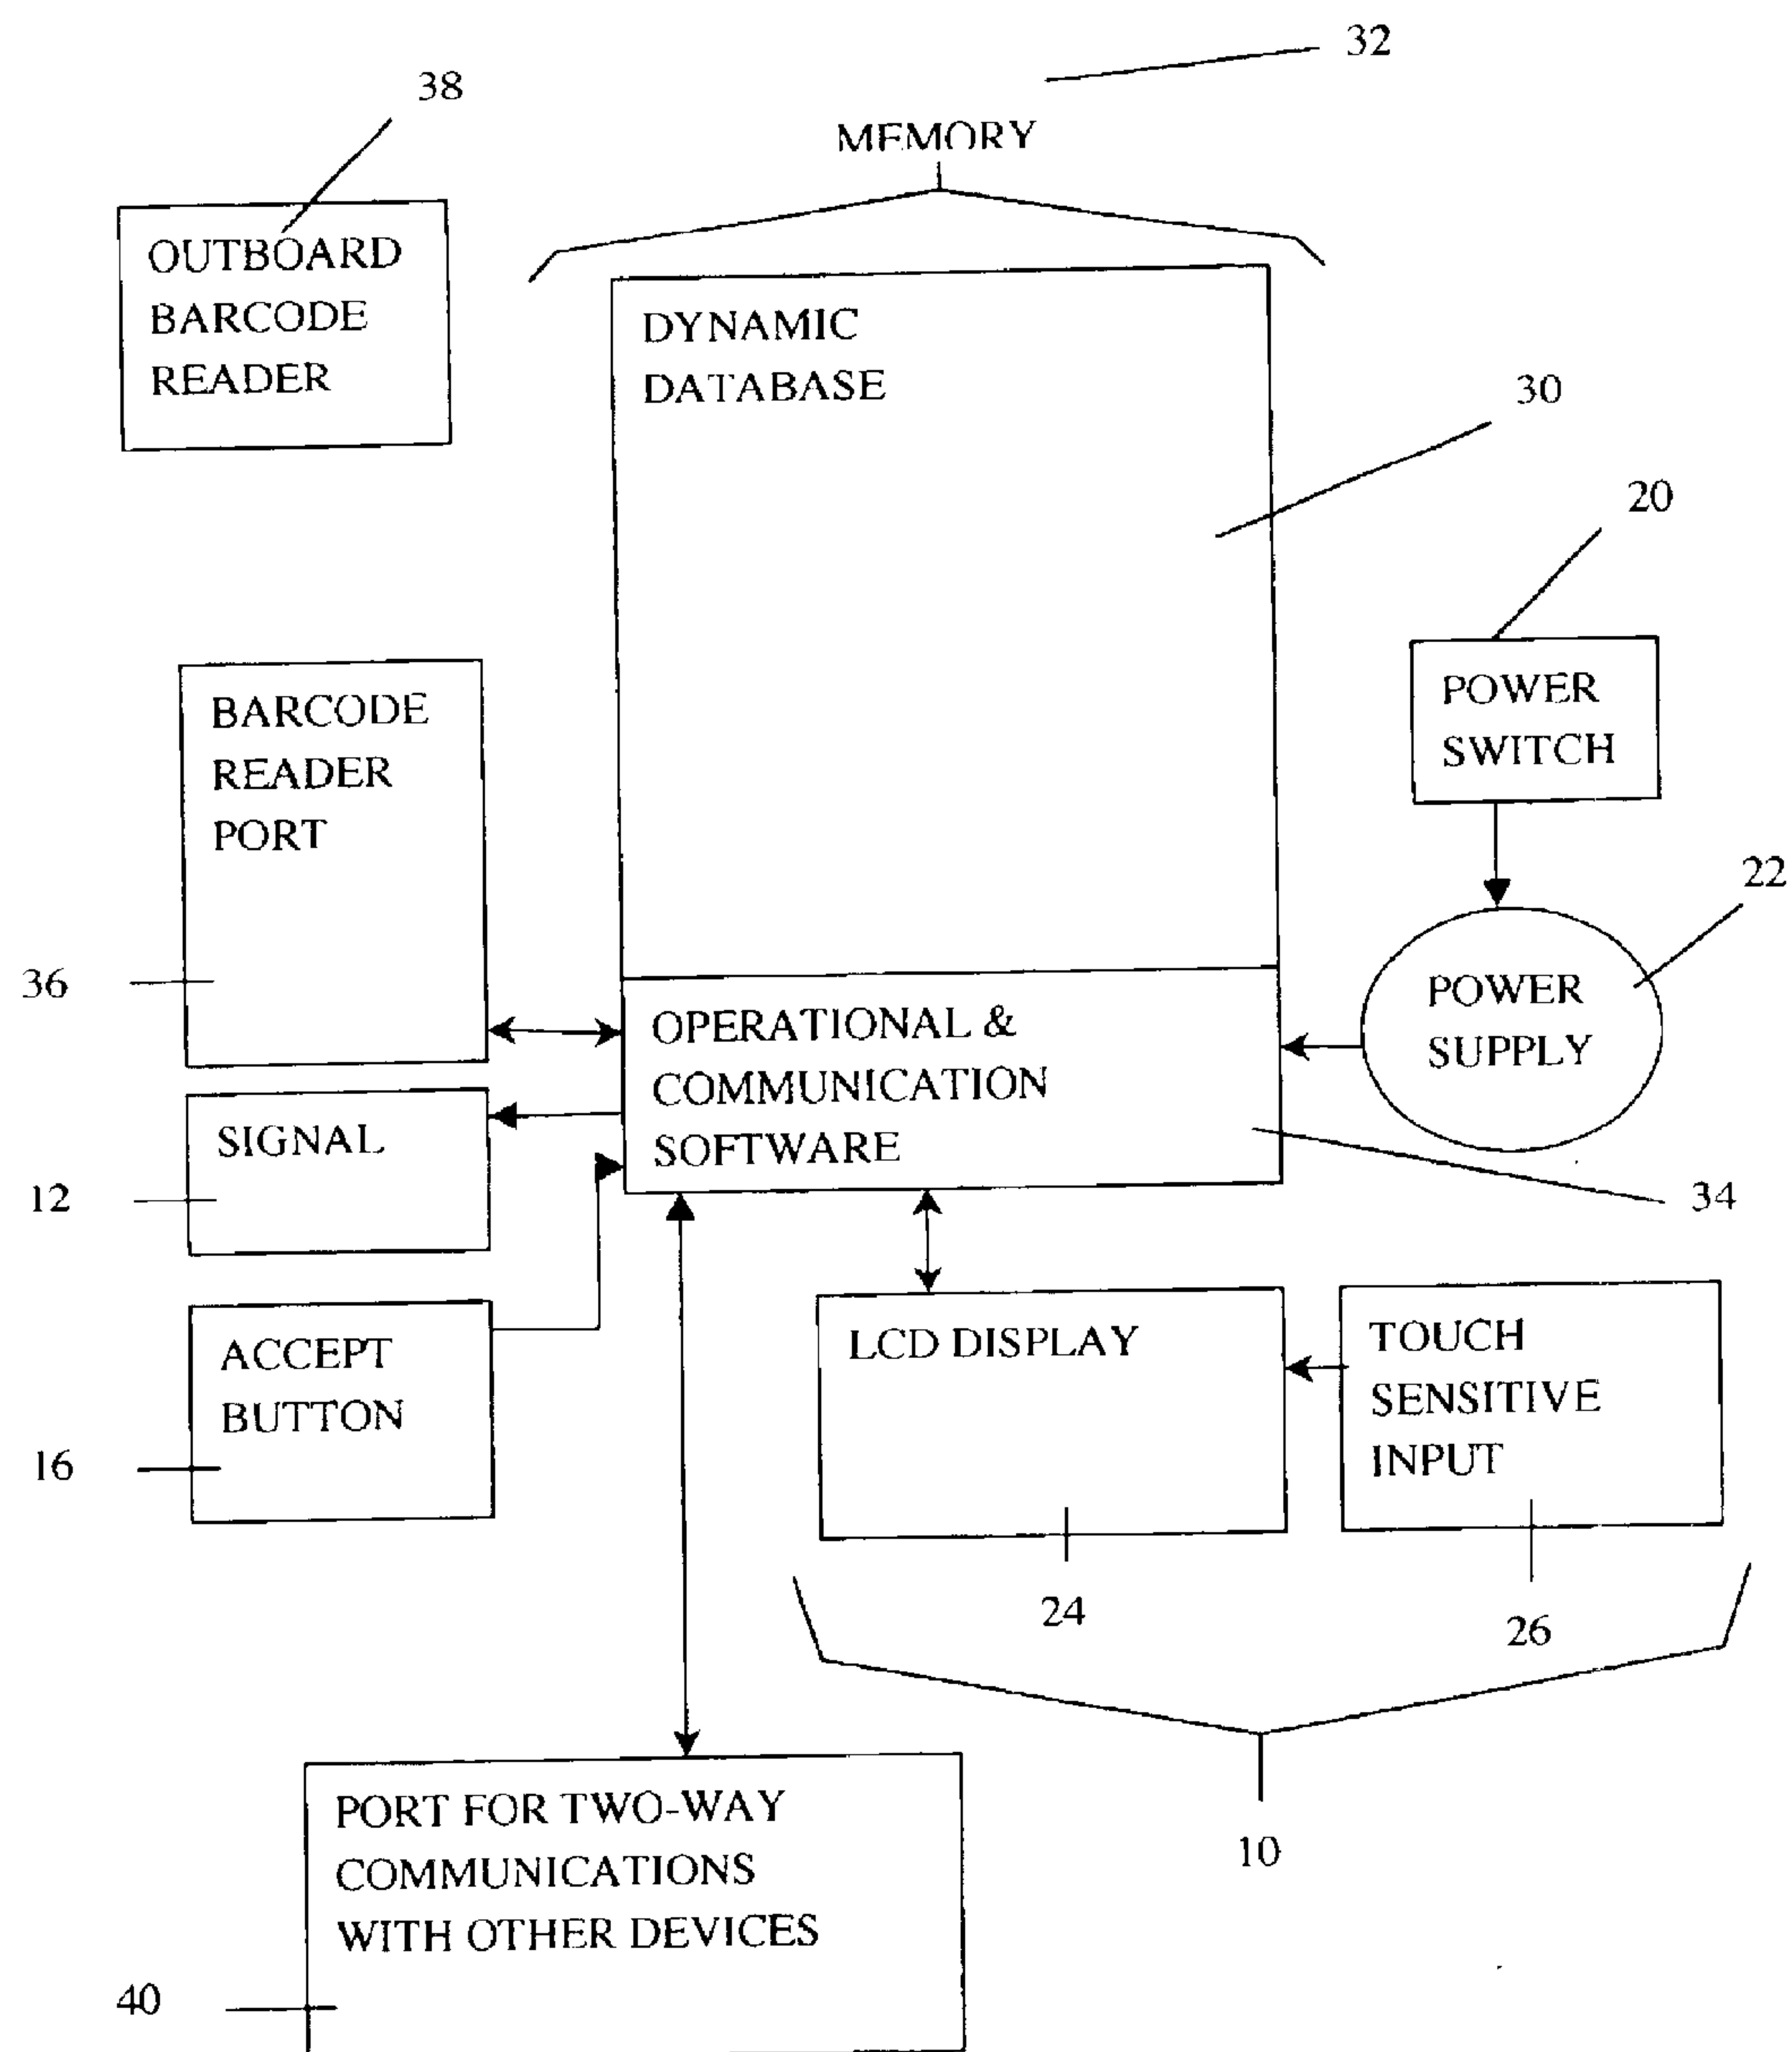 32
38
MEMORY
OUTBOARD
BARCODE
READER
DYNAMIC
DATABASE
30
20
BARCODE
READER
PORT
POWER
SWITCH
22
36
POWER
SUPPLY
OPERATIONAL &
COMMUNICATION
SOFTWARE
SIGNAL
12
34
ACCEPT
BUTTON
16
LCD DISPLAY
TOUCH
SENSITIVE
INPUT
24
26
10
PORT FOR TWO-WAY
COMMUNICATIONS
WITH OTHER DEVICES
40